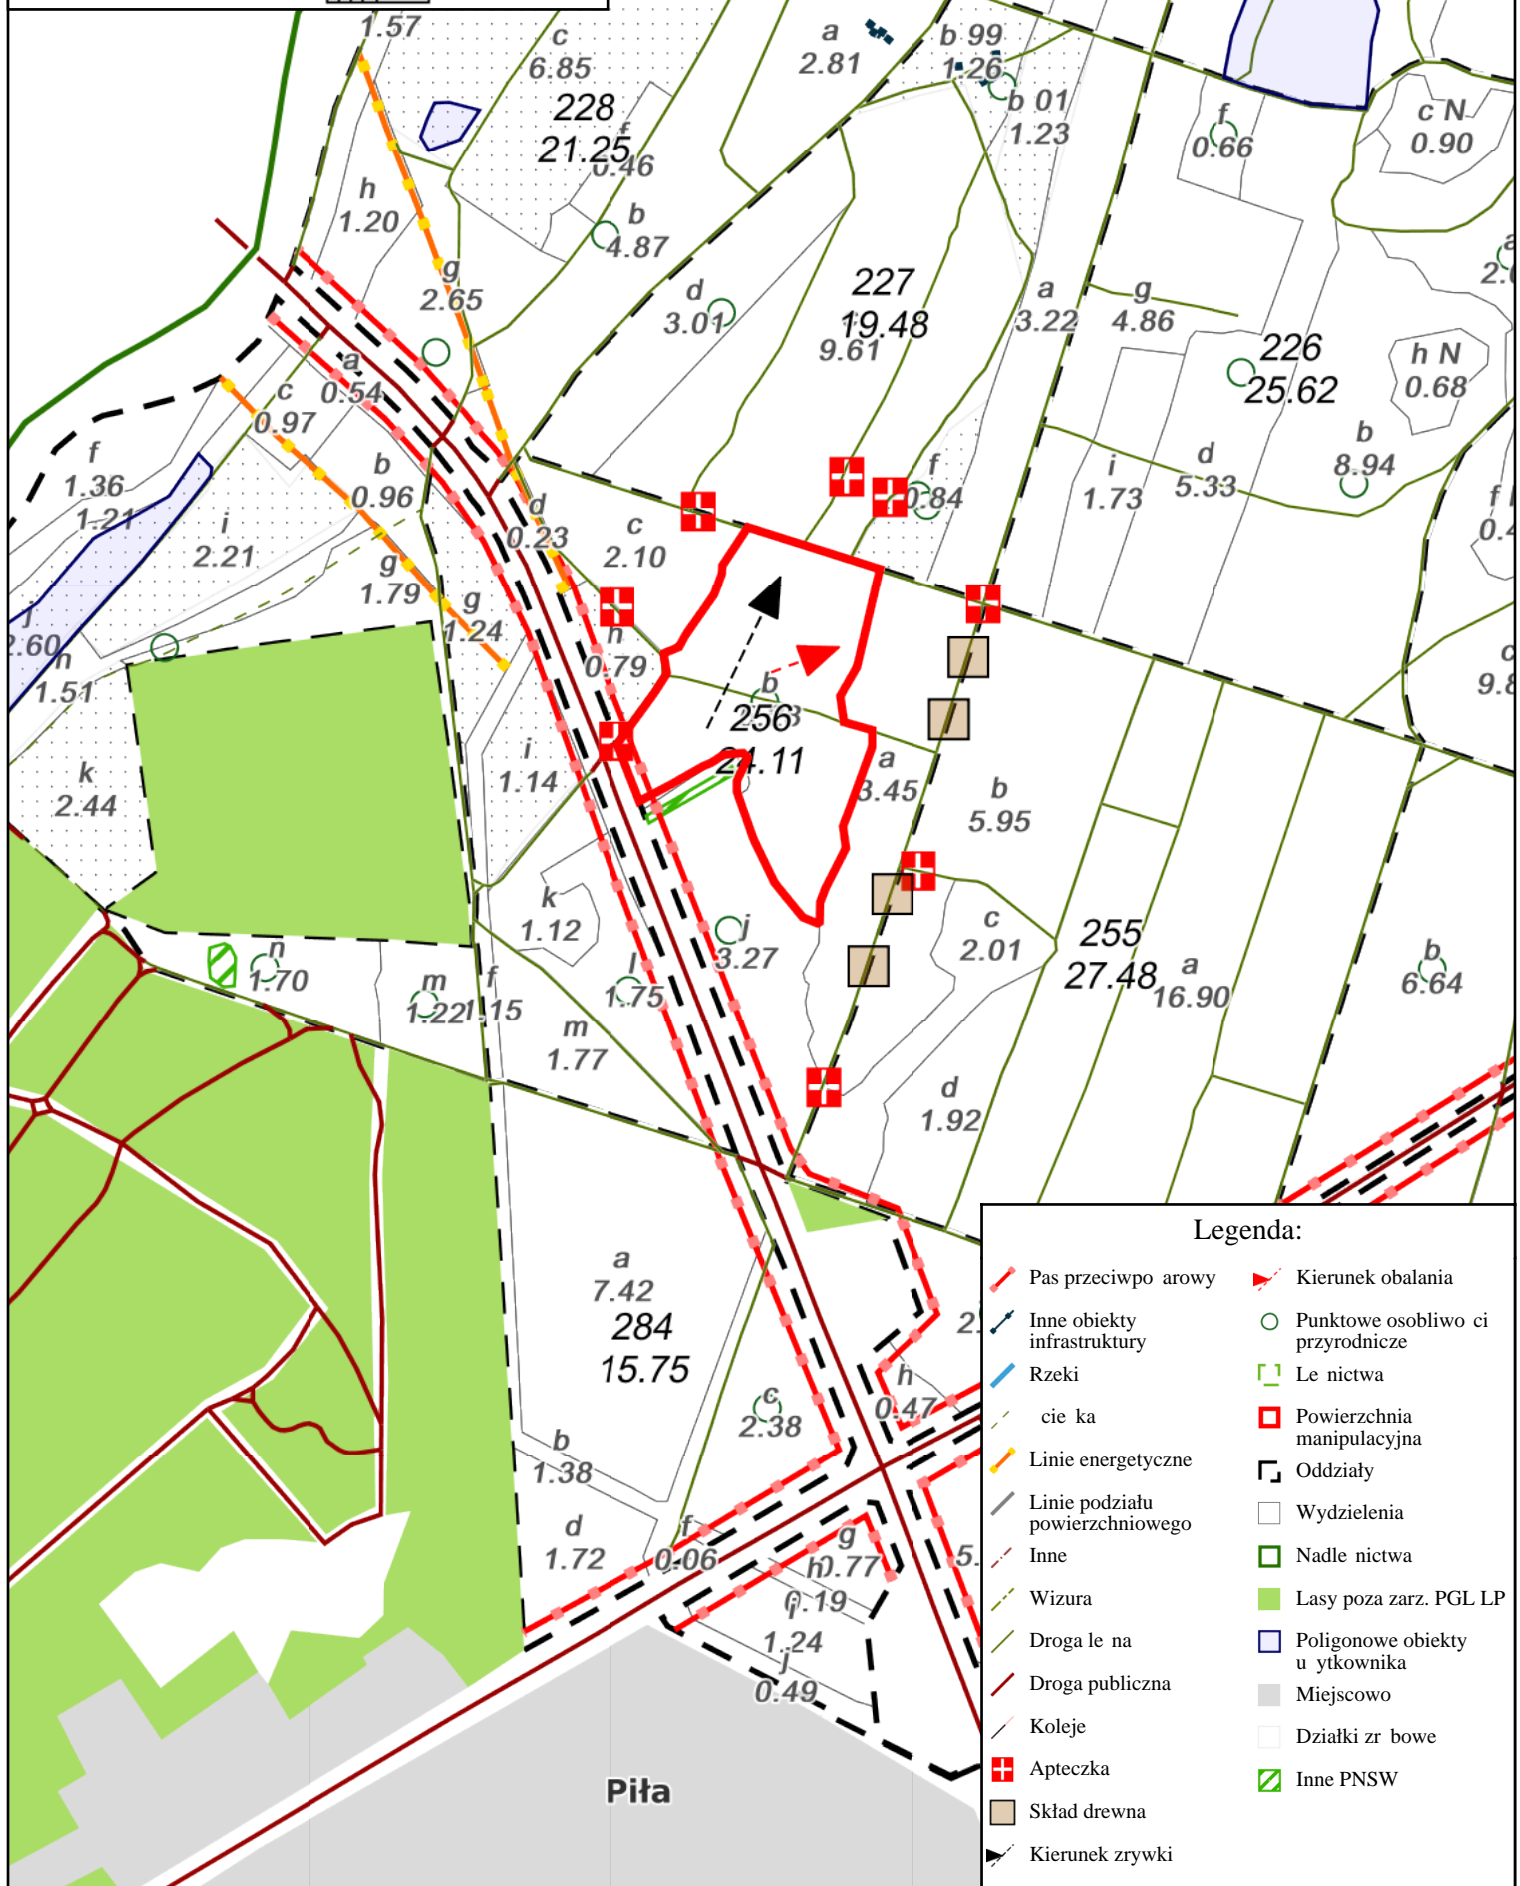 1.57
c
6.85
228
21.25
f
0.46
a
2.81
b 99
1.26
b 01
1.23
f
0.66
c N
0.90
h
1.20
b
4.87
g
2.65
d
3.01
227
19.48
9.61
a
3.22
g
4.86
226
25.62
h N
0.68
a
0.54
c
0.97
b
0.96
f
1.36
1.21
i
2.21
g
1.79
g
1.24
d
0.23
c
2.10
f
0.84
i
1.73
d
5.33
b
8.94
j
2.60
n
1.51
h
0.79
b
256
24.11
k
2.44
i
1.14
a
3.45
b
5.95
k
1.12
j
3.27
c
2.01
255
27.48
a
16.90
b
6.64
n
1.70
m
1.22
f
1.15
l
1.75
m
1.77
d
1.92
a
7.42
284
15.75
c
2.38
h
0.47
b
1.38
d
1.72
f
0.06
g
0.77
h
0.19
i
1.24
j
0.49
Piła
Legenda:
Pas przeciwpo arowy
Inne obiekty
infrastruktury
Rzeki
cie ka
Linie energetyczne
Linie podziału
powierzchniowego
Inne
Wizura
Droga le na
Droga publiczna
Koleje
Apteczka
Skład drewna
Kierunek zrywki
Kierunek obalania
Punktowe osobliwo ci
przyrodnicze
Le nictwa
Powierzchnia
manipulacyjna
Oddziały
Wydzielenia
Nadle nictwa
Lasy poza zarz. PGL LP
Poligonowe obiekty
u ytkownika
Miejscowo
Działki zr bowe
Inne PNSW